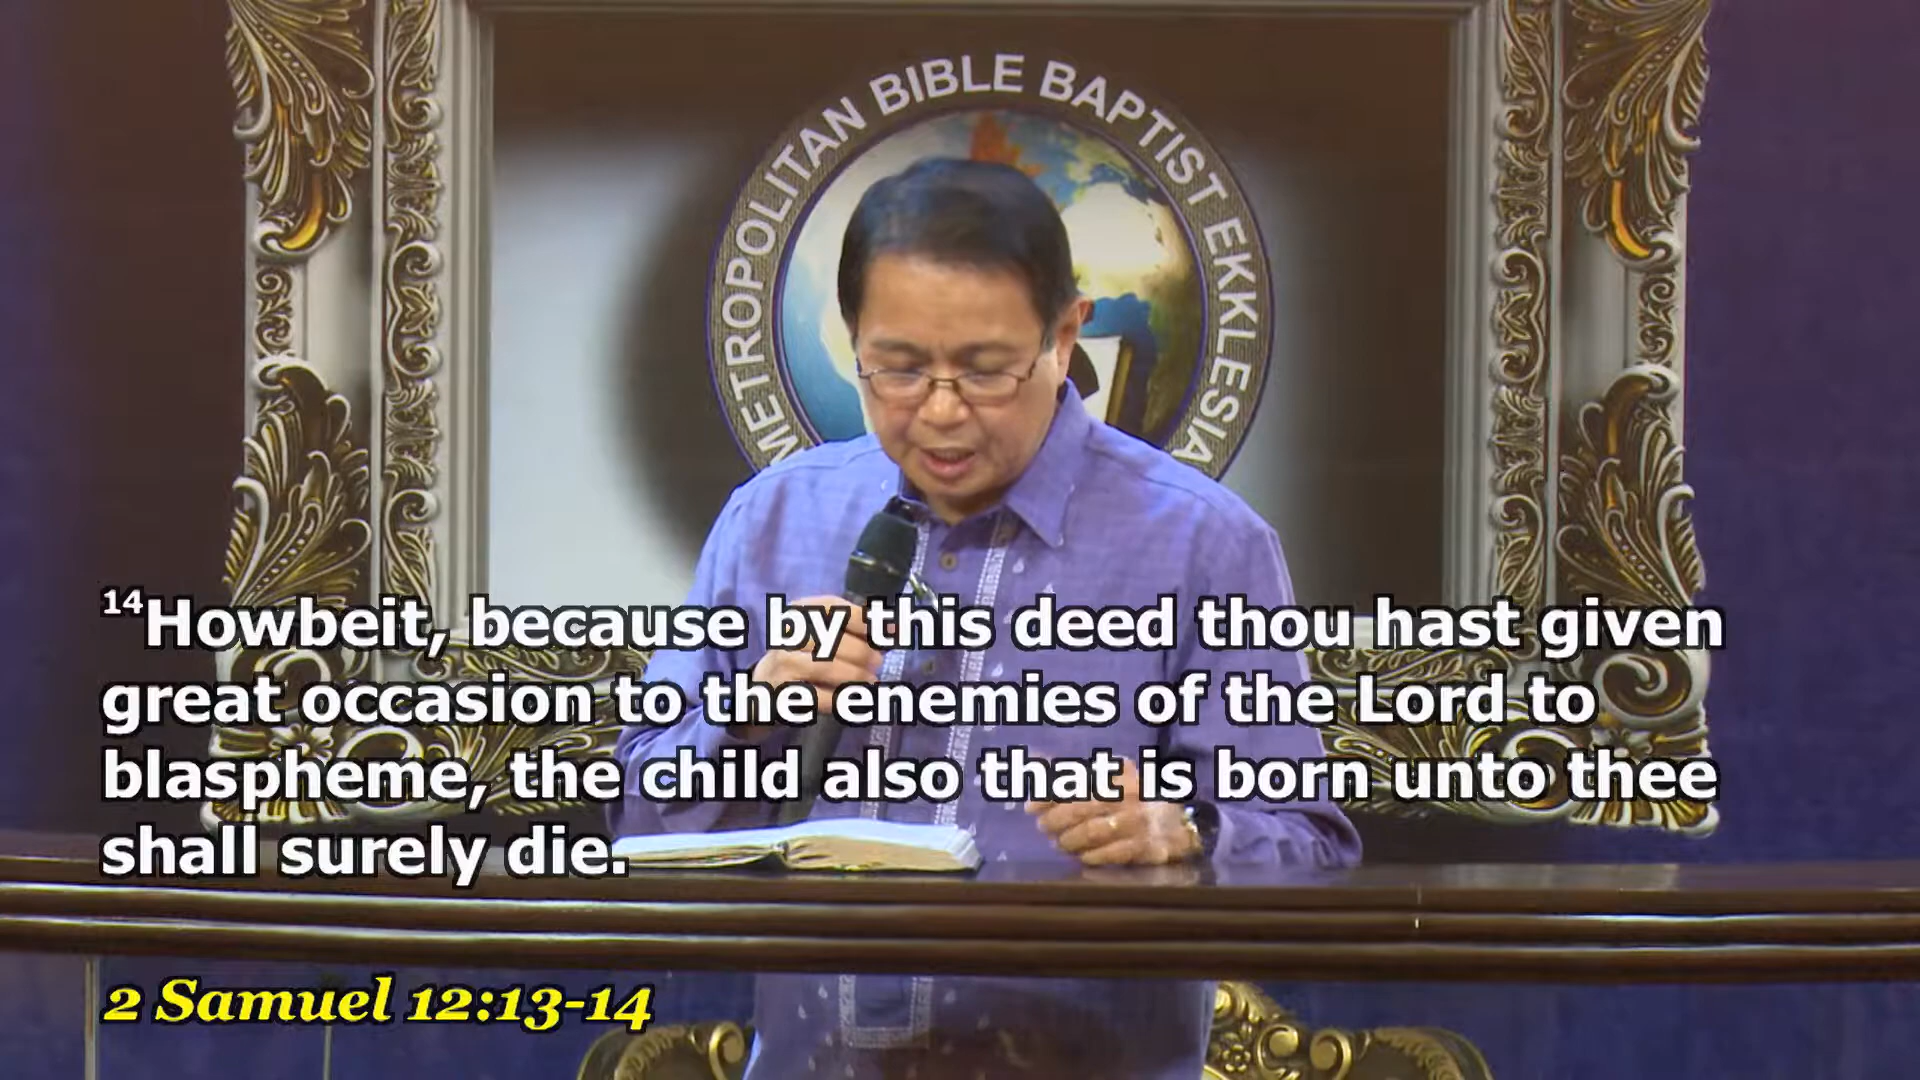 METROPOLITAN BIBLE BAPTIST EKKLESIA
14Howbeit, because by this deed thou hast given
great occasion to the enemies of the Lord to
blaspheme, the child also that is born unto thee
shall surely die.
2 Samuel 12:13-14